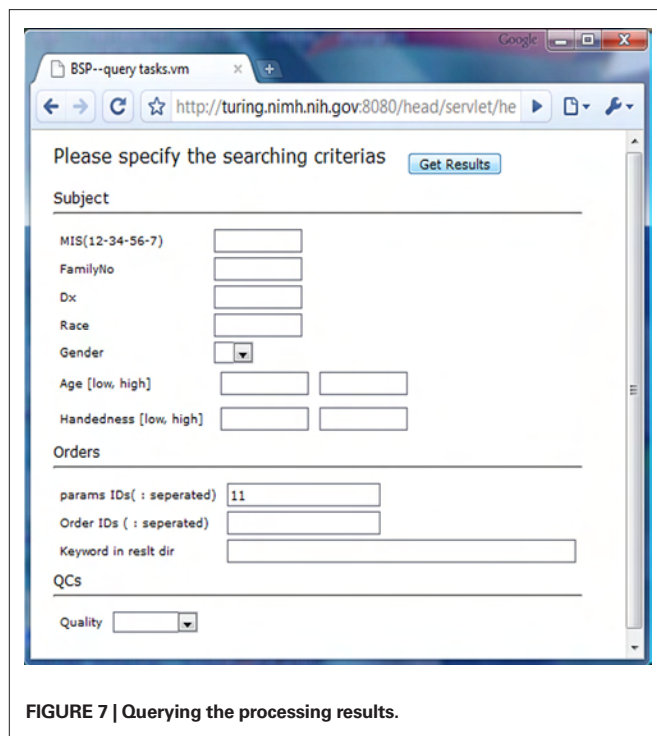 Google
BSP--query tasks.vm
http://turing.nimh.nih.gov:8080/head/servlet/he
Please specify the searching criterias
Get Results
Subject
MIS(12-34-56-7)
FamilyNo
Dx
Race
Gender
Age [low, high]
Handedness [low, high]
Orders
params IDs( : seperated) 11
Order IDs ( : seperated)
Keyword in reslt dir
QCs
Quality
FIGURE 7 | Querying the processing results.